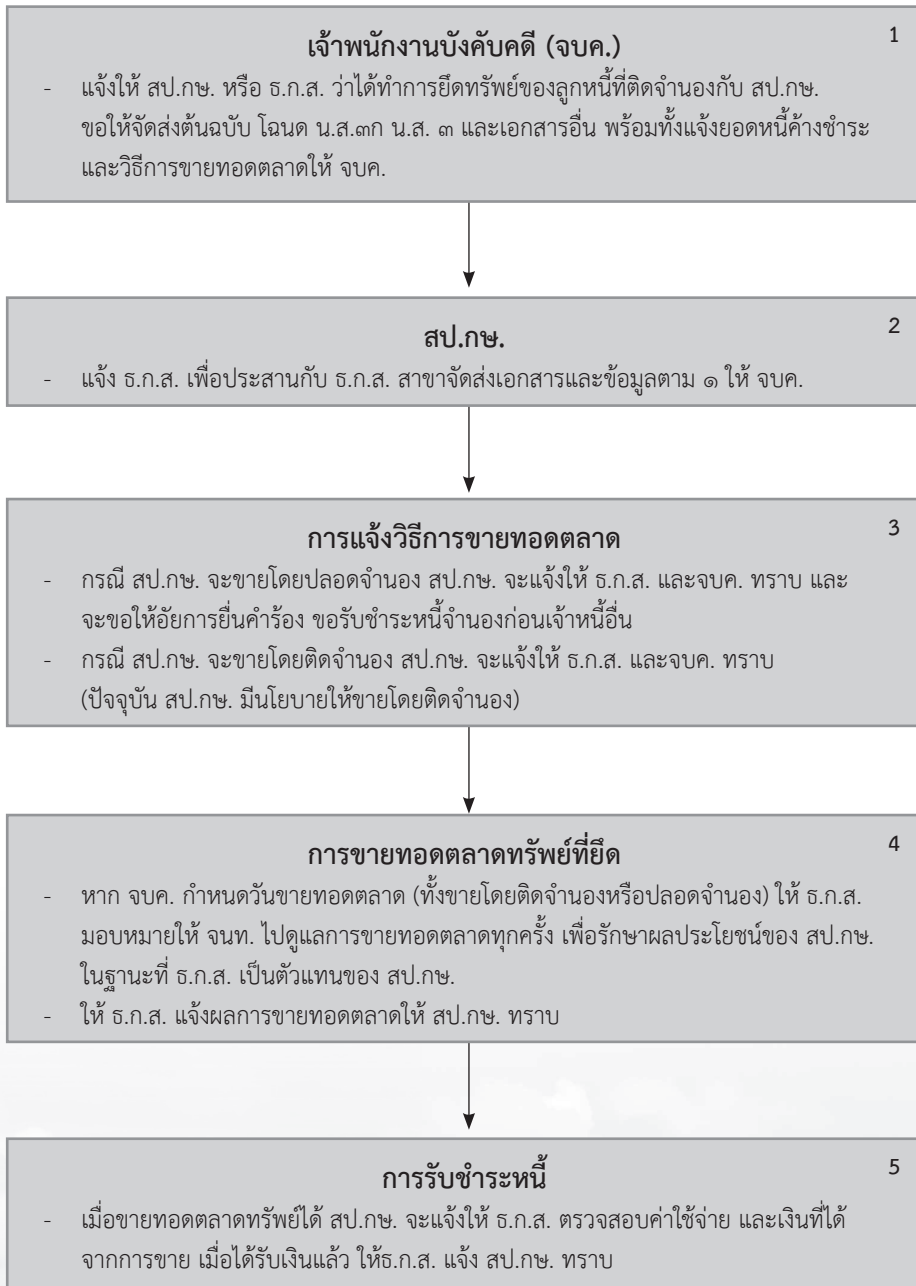 เจ้าพนักงานบังคับคดี (จบค.) 1
- แจ้งให้ สป.กษ. หรือ ธ.ก.ส. ว่าได้ทำการยึดทรัพย์ของลูกหนี้ที่ติดจำนองกับ สป.กษ.
ขอให้จัดส่งต้นฉบับ โฉนด น.ส.๓ก น.ส. ๓ และเอกสารอื่น พร้อมทั้งแจ้งยอดหนี้ค้างชำระ
และวิธีการขายทอดตลาดให้ จบค.
สป.กษ. 2
- แจ้ง ธ.ก.ส. เพื่อประสานกับ ธ.ก.ส. สาขาจัดส่งเอกสารและข้อมูลตาม ๑ ให้ จบค.
การแจ้งวิธีการขายทอดตลาด 3
- กรณี สป.กษ. จะขายโดยปลอดจำนอง สป.กษ. จะแจ้งให้ ธ.ก.ส. และจบค. ทราบ และ
จะขอให้อัยการยื่นคำร้อง ขอรับชำระหนี้จำนองก่อนเจ้าหนี้อื่น
- กรณี สป.กษ. จะขายโดยติดจำนอง สป.กษ. จะแจ้งให้ ธ.ก.ส. และจบค. ทราบ
(ปัจจุบัน สป.กษ. มีนโยบายให้ขายโดยติดจำนอง)
การขายทอดตลาดทรัพย์ที่ยึด 4
- หาก จบค. กำหนดวันขายทอดตลาด (ทั้งขายโดยติดจำนองหรือปลอดจำนอง) ให้ ธ.ก.ส.
มอบหมายให้ จนท. ไปดูแลการขายทอดตลาดทุกครั้ง เพื่อรักษาผลประโยชน์ของ สป.กษ.
ในฐานะที่ ธ.ก.ส. เป็นตัวแทนของ สป.กษ.
- ให้ ธ.ก.ส. แจ้งผลการขายทอดตลาดให้ สป.กษ. ทราบ
การรับชำระหนี้ 5
- เมื่อขายทอดตลาดทรัพย์ได้ สป.กษ. จะแจ้งให้ ธ.ก.ส. ตรวจสอบค่าใช้จ่าย และเงินที่ได้
จากการขาย เมื่อได้รับเงินแล้ว ให้ธ.ก.ส. แจ้ง สป.กษ. ทราบ